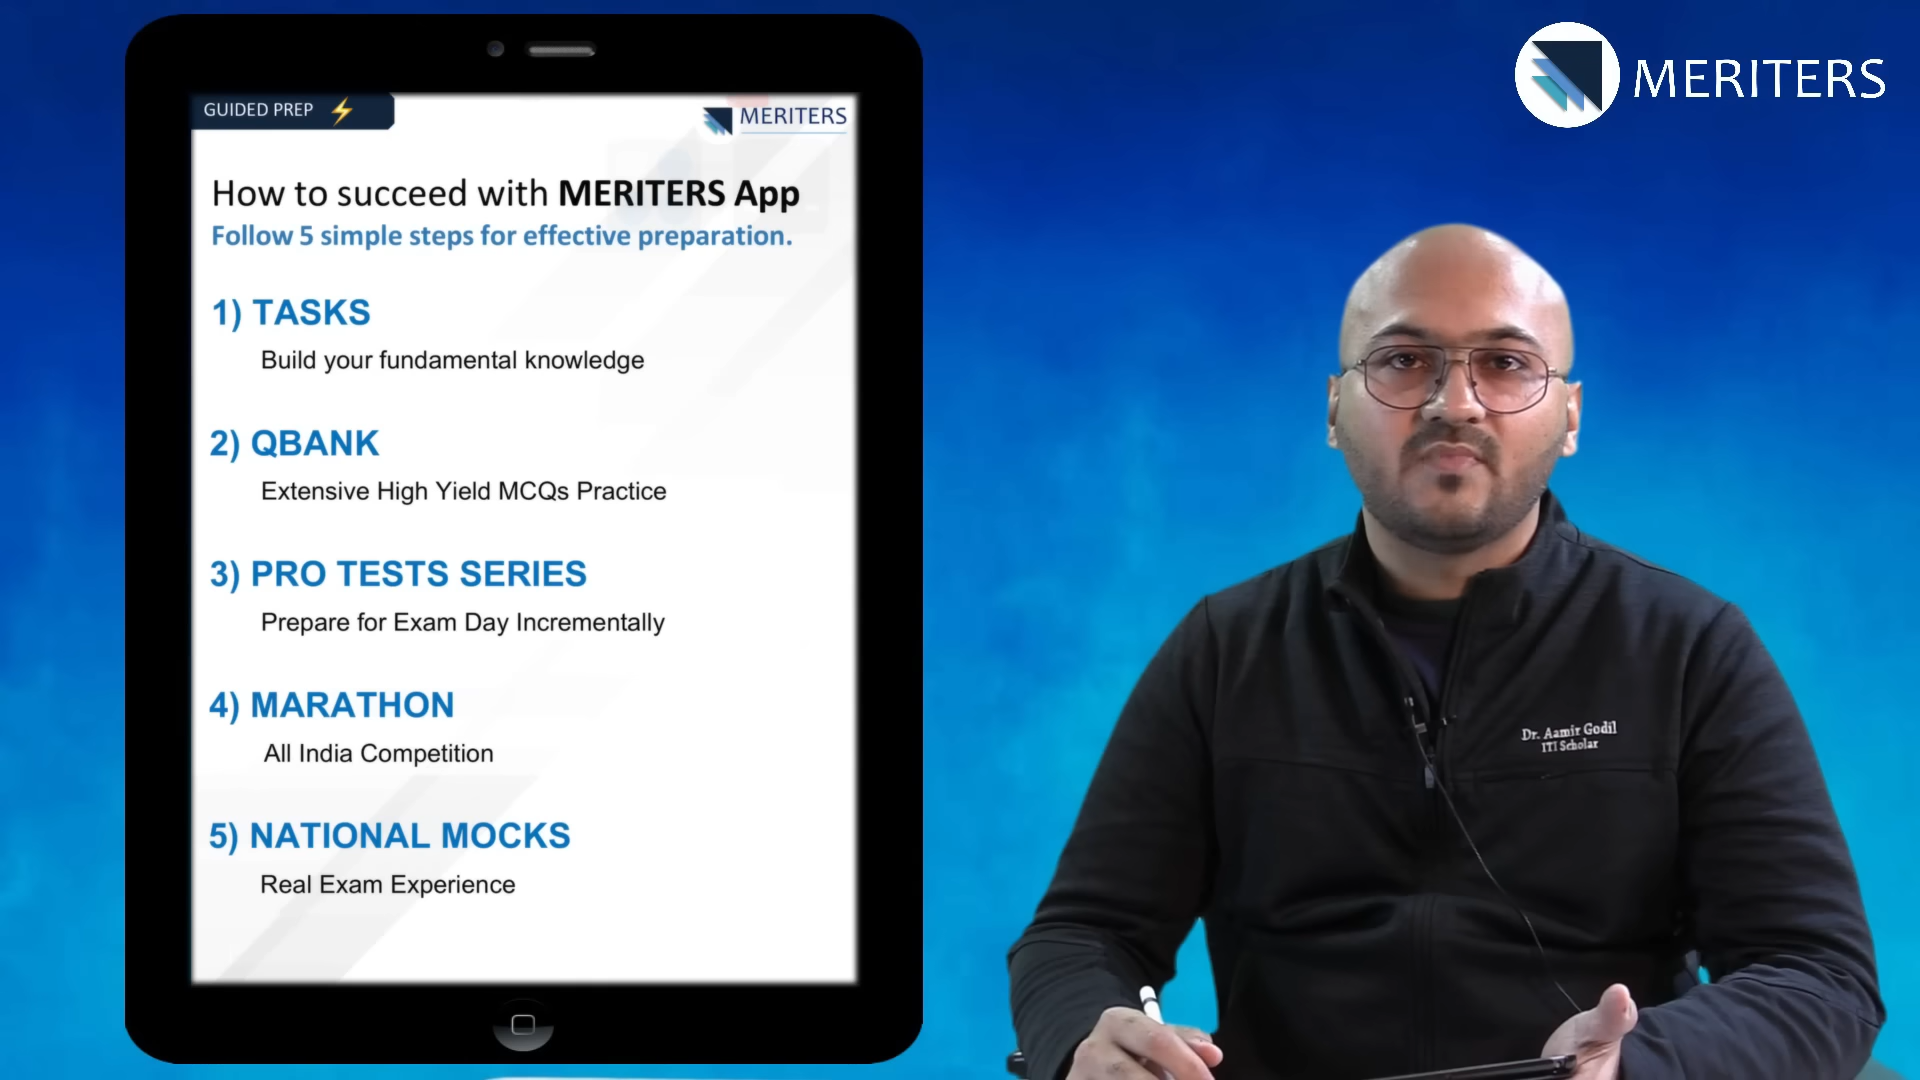 GUIDED PREP
MERITERS
How to succeed with MERITERS App
Follow 5 simple steps for effective preparation.
1) TASKS
Build your fundamental knowledge
2) QBANK
Extensive High Yield MCQs Practice
3) PRO TESTS SERIES
Prepare for Exam Day Incrementally
4) MARATHON
All India Competition
5) NATIONAL MOCKS
Real Exam Experience
MERITERS
Dr. Aamir Godil
ITI Scholar